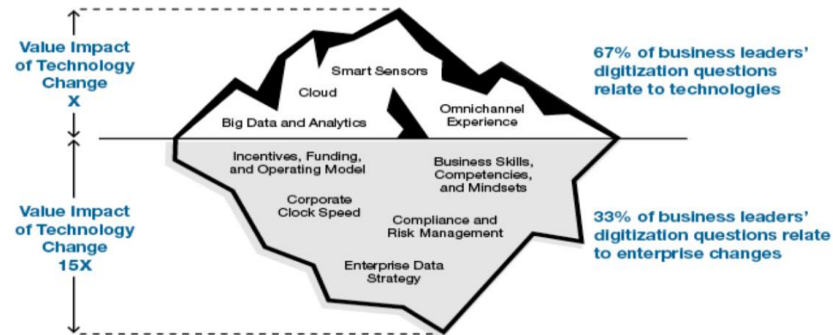 Value Impact
of Technology
Change
X
Smart Sensors
Cloud
Big Data and Analytics
Omnichannel
Experience
67% of business leaders’
digitization questions
relate to technologies
Value Impact
of Technology
Change
15X
Incentives, Funding,
and Operating Model
Business Skills,
Competencies,
and Mindsets
Corporate
Clock Speed
Compliance and
Risk Management
Enterprise Data
Strategy
33% of business leaders’
digitization questions relate
to enterprise changes